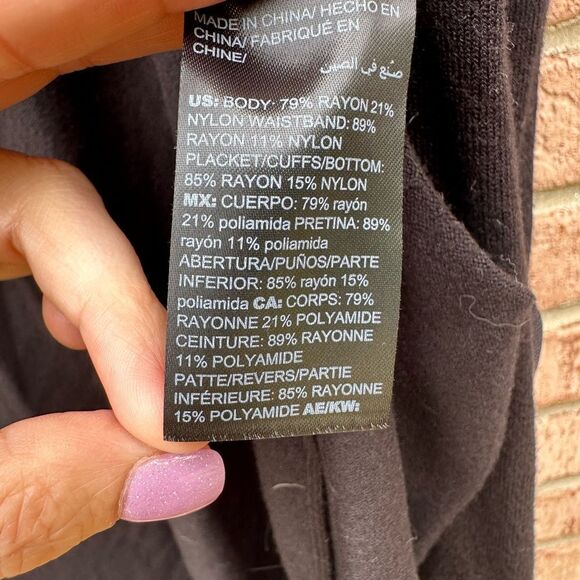 MADE IN CHINA/ HECHO EN
CHINA/ FABRIQUÉ EN
CHINE/
صُنع في الصين
US: BODY: 79% RAYON 21%
NYLON WAISTBAND: 89%
RAYON 11% NYLON
PLACKET/CUFFS/BOTTOM:
85% RAYON 15% NYLON
MX: CUERPO: 79% rayón
21% poliamida PRETINA: 89%
rayón 11% poliamida
ABERTURA/PUÑOS/PARTE
INFERIOR: 85% rayón 15%
poliamida CA: CORPS: 79%
RAYONNE 21% POLYAMIDE
CEINTURE: 89% RAYONNE
11% POLYAMIDE
PATTE/REVERS/PARTIE
INFÉRIEURE: 85% RAYONNE
15% POLYAMIDE AE/KW: